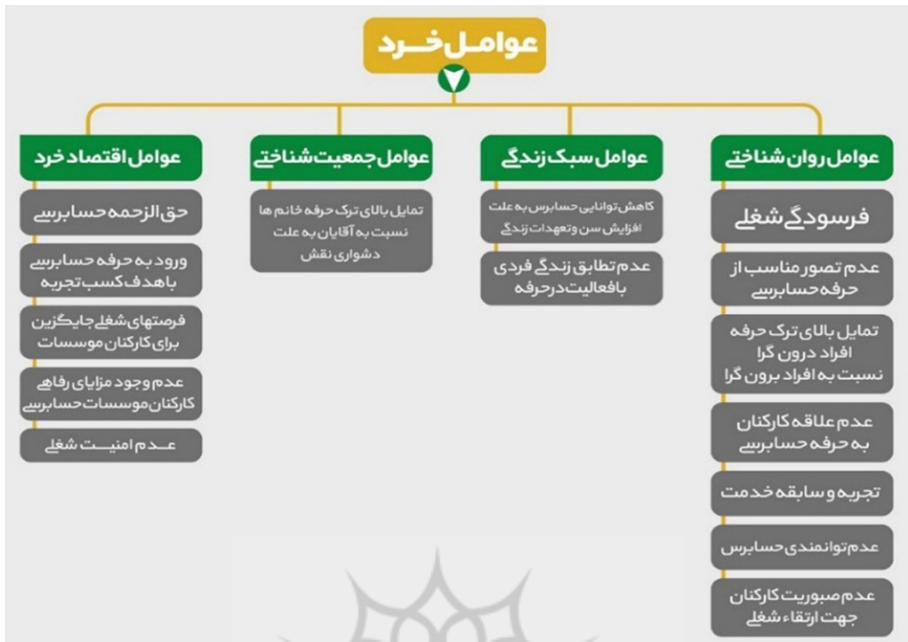 عوامل خرد
عوامل روان شناختی
فرسودگی شغلی
عدم تصور مناسب از
حرفه حسابرسی
تمایل بالای ترک حرفه
افراد درون گرا
نسبت به افراد برون گرا
عدم علاقه کارکنان
به حرفه حسابرسی
تجربه و سابقه خدمت
عدم توانمندی حسابرس
عدم صبوریت کارکنان
جهت ارتقاء شغلی
عوامل سبک زندگی
کاهش توانایی حسابرس به علت
افزایش سن و تعهدات زندگی
عدم تطابق زندگی فردی
با فعالیت در حرفه
عوامل جمعیت شناختی
تمایل بالای ترک حرفه خانم ها
نسبت به آقایان به علت
دشواری نقش
عوامل اقتصاد خرد
حق الزحمه حسابرسی
ورود به حرفه حسابرسی
با هدف کسب تجربه
فرصتهای شغلی جایگزین
برای کارکنان موسسات
عدم وجود مزایای رفاهی
کارکنان موسسات حسابرسی
عدم امنیت شغلی